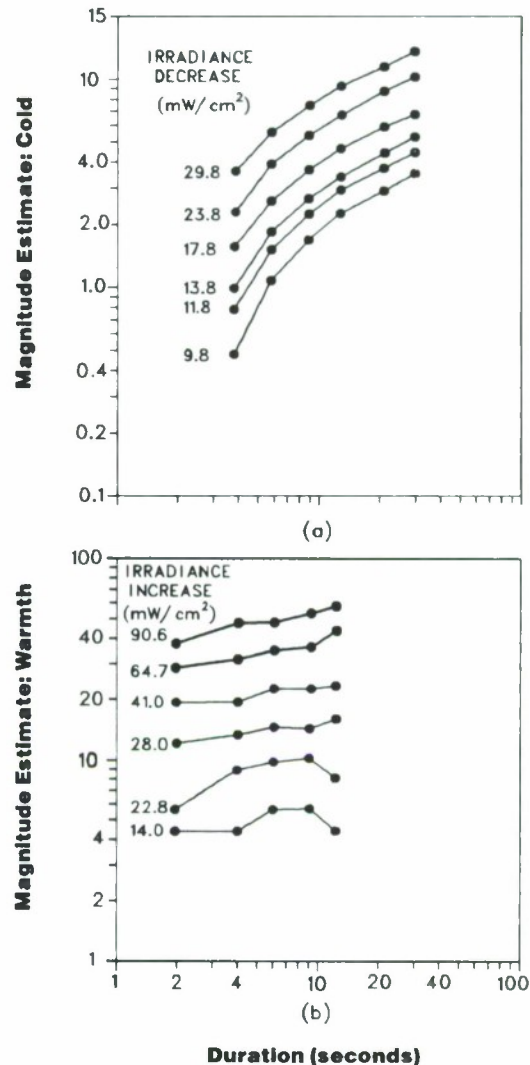 15
IRRADIANCE
DECREASE
(mW/cm²)
10
4.0
2.0
1.0
0.4
0.2
0.1
29.8
23.8
17.8
13.8
11.8
9.8
Magnitude Estimate: Cold
(a)
100
40
20
10
4
2
1
IRRADIANCE
INCREASE
(mW/cm²)
90.6
64.7
41.0
28.0
22.8
14.0
Magnitude Estimate: Warmth
1 2 4 10 20 40 100
(b)
Duration (seconds)